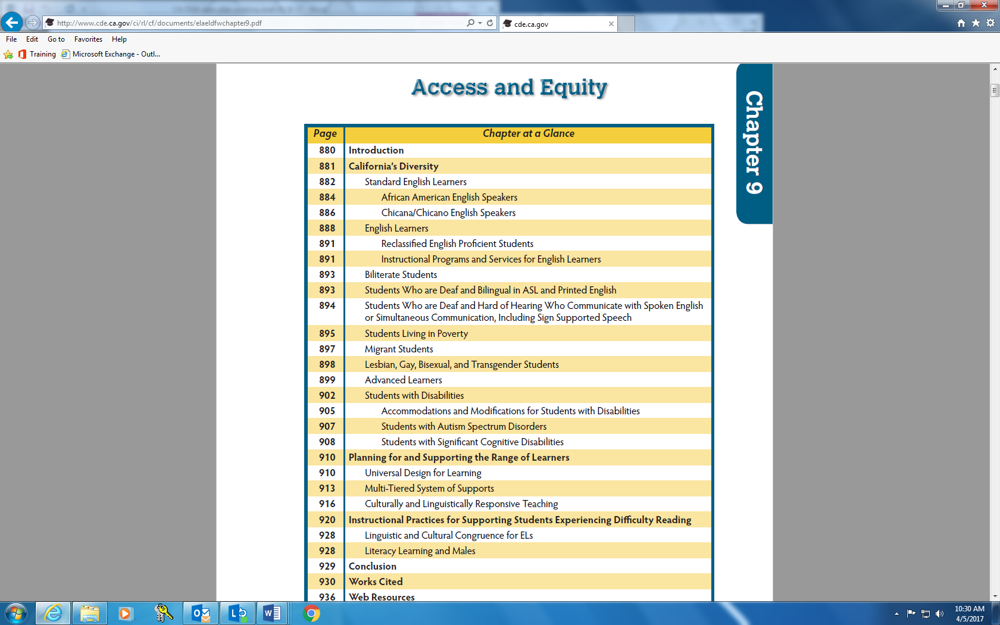 http://www.cde.ca.gov/ci/rl/cf/documents/elaeldfwchapter9.pdf
cde.ca.gov
File Edit Go to Favorites Help
Training Microsoft Exchange - Outl...
Access and Equity
Chapter 9
Page Chapter at a Glance
880 Introduction
881 California's Diversity
882 Standard English Learners
884 African American English Speakers
886 Chicana/Chicano English Speakers
888 English Learners
891 Reclassified English Proficient Students
891 Instructional Programs and Services for English Learners
893 Biliterate Students
893 Students Who are Deaf and Bilingual in ASL and Printed English
894 Students Who are Deaf and Hard of Hearing Who Communicate with Spoken English
or Simultaneous Communication, Including Sign Supported Speech
895 Students Living in Poverty
897 Migrant Students
898 Lesbian, Gay, Bisexual, and Transgender Students
899 Advanced Learners
902 Students with Disabilities
905 Accommodations and Modifications for Students with Disabilities
907 Students with Autism Spectrum Disorders
908 Students with Significant Cognitive Disabilities
910 Planning for and Supporting the Range of Learners
910 Universal Design for Learning
913 Multi-Tiered System of Supports
916 Culturally and Linguistically Responsive Teaching
920 Instructional Practices for Supporting Students Experiencing Difficulty Reading
928 Linguistic and Cultural Congruence for ELs
928 Literacy Learning and Males
929 Conclusion
930 Works Cited
936 Web Resources
10:30 AM
4/5/2017